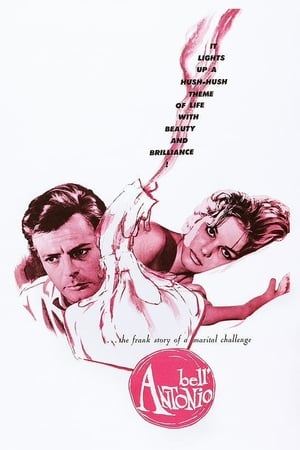 IT
LIGHTS
UP A
HUSH-HUSH
THEME
OF LIFE
WITH
BEAUTY
AND
BRILLIANCE
!
... the frank story of a marital challenge
bell'
ANTONIO